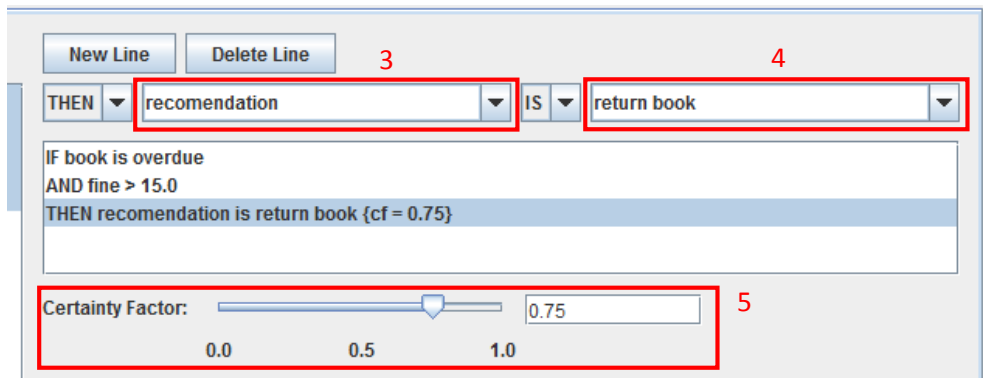 New Line Delete Line 3 4
THEN recomendation IS return book
IF book is overdue
AND fine > 15.0
THEN recomendation is return book {cf = 0.75}
Certainty Factor: 0.75 5
0.0 0.5 1.0